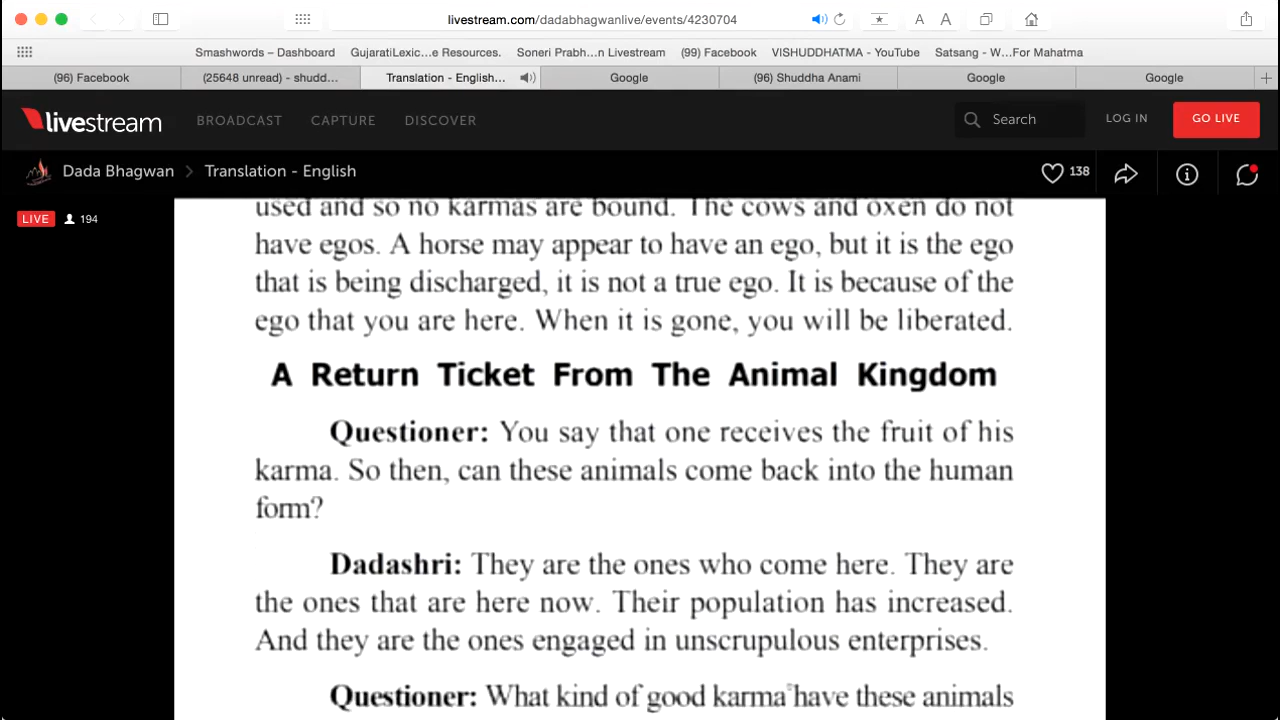 livestream.com/dadabhagwanlive/events/4230704
A A
Smashwords – Dashboard GujaratiLexic...e Resources. Soneri Prabh...n Livestream (99) Facebook VISHUDDHATMA - YouTube Satsang - W...For Mahatma
(96) Facebook (25648 unread) - shudd... Translation - English... Google (96) Shuddha Anami Google Google
livestream BROADCAST CAPTURE DISCOVER Search LOG IN GO LIVE
Dada Bhagwan > Translation - English 138
LIVE 194
used and so no karmas are bound. The cows and oxen do not
have egos. A horse may appear to have an ego, but it is the ego
that is being discharged, it is not a true ego. It is because of the
ego that you are here. When it is gone, you will be liberated.
A Return Ticket From The Animal Kingdom
Questioner: You say that one receives the fruit of his
karma. So then, can these animals come back into the human
form?
Dadashri: They are the ones who come here. They are
the ones that are here now. Their population has increased.
And they are the ones engaged in unscrupulous enterprises.
Questioner: What kind of good karma have these animals